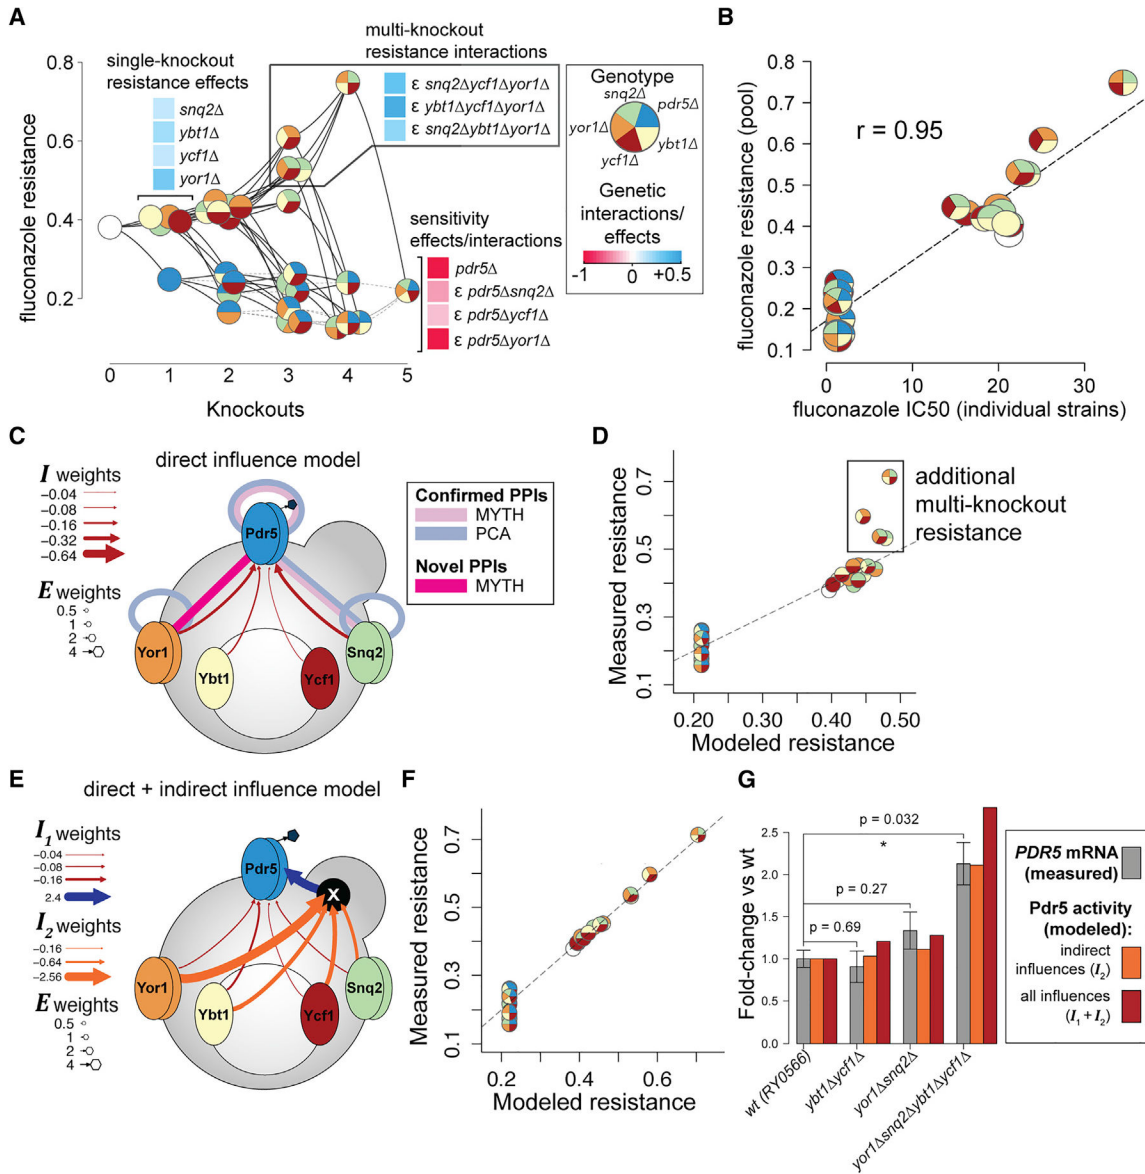 A
single-knockout
resistance effects
snq2Δ
ybt1Δ
ycf1Δ
yor1Δ
multi-knockout
resistance interactions
ε snq2Δycf1Δyor1Δ
ε ybt1Δycf1Δyor1Δ
ε snq2Δybt1Δyor1Δ
Genotype
snq2Δ
pdr5Δ
yor1Δ
ybt1Δ
ycf1Δ
Genetic
interactions/
effects
-1 0 +0.5
sensitivity
effects/interactions
pdr5Δ
ε pdr5Δsnq2Δ
ε pdr5Δycf1Δ
ε pdr5Δyor1Δ
fluconazole resistance
0.8
0.6
0.4
0.2
0 1 2 3 4 5
Knockouts
B
r = 0.95
fluconazole resistance (pool)
0.8
0.7
0.6
0.5
0.4
0.3
0.2
0.1
0 10 20 30
fluconazole IC50 (individual strains)
C
direct influence model
I weights
−0.04
−0.08
−0.16
−0.32
−0.64
E weights
0.5
1
2
4
Confirmed PPIs
MYTH
PCA
Novel PPIs
MYTH
Pdr5
Yor1
Ybt1
Ycf1
Snq2
D
additional
multi-knockout
resistance
Measured resistance
0.7
0.5
0.3
0.1
0.20 0.30 0.40 0.50
Modeled resistance
E
direct + indirect influence model
I1 weights
−0.04
−0.08
−0.16
2.4
I2 weights
−0.16
−0.64
−2.56
E weights
0.5
1
2
4
Pdr5
X
Yor1
Ybt1
Ycf1
Snq2
F
Measured resistance
0.7
0.5
0.3
0.1
0.2 0.4 0.6
Modeled resistance
G
Fold-change vs wt
2.5
2.0
1.5
1.0
0.5
0.0
p = 0.032
*
p = 0.27
p = 0.69
wt (RY0566)
ybt1Δycf1Δ
yor1Δsnq2Δ
yor1Δsnq2Δybt1Δycf1Δ
PDR5 mRNA
(measured)
Pdr5 activity
(modeled):
indirect
influences (I2)
all influences
(I1 + I2)